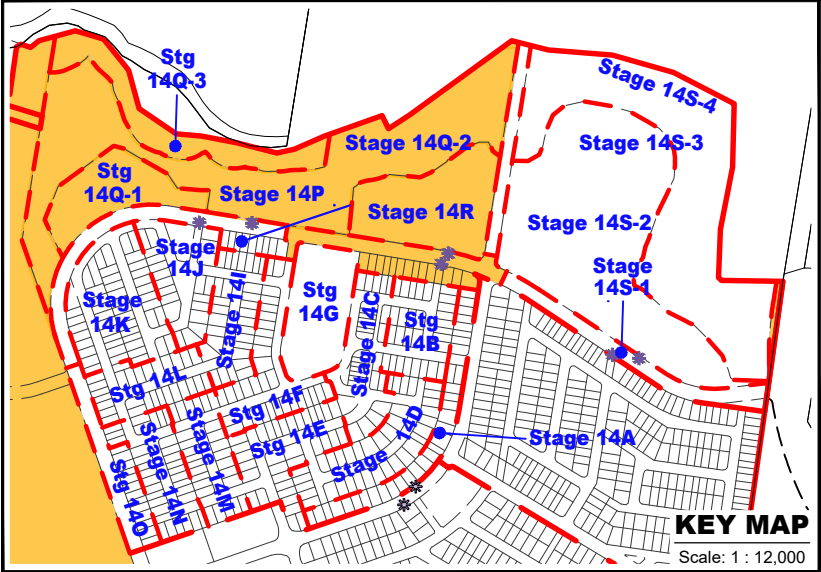 Stg
14Q-3
Stage 14S-4
Stage 14Q-2
Stage 14S-3
Stg
14Q-1
Stage 14P
Stage 14R
Stage 14S-2
Stage
14J
Stage
14S-1
Stage
14K
Stage 14I
Stg
14G
Stage 14C
Stg
14B
Stg 14L
Stg 14F
Stg 14E
Stage 14D
Stage 14A
Stg 14O
Stage 14N
Stage 14M
KEY MAP
Scale: 1 : 12,000